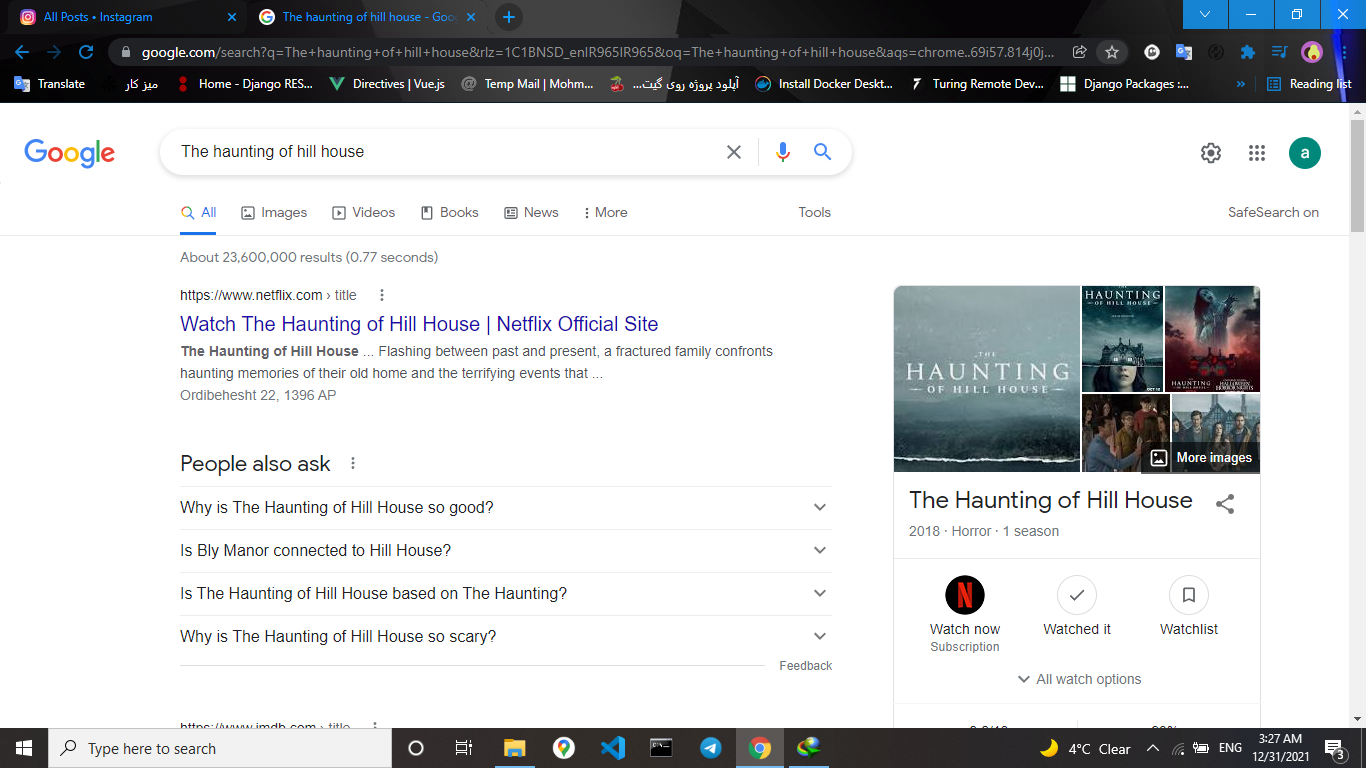 All Posts • Instagram
The haunting of hill house - Goo
google.com/search?q=The+haunting+of+hill+house&rlz=1C1BNSD_enIR965IR965&oq=The+haunting+of+hill+house&aqs=chrome..69i57.814j0j...
Translate
میز کار
Home - Django RES...
Directives | Vue.js
Temp Mail | Mohm...
آپلود پروژه روی گیت...
Install Docker Deskt...
Turing Remote Dev...
Django Packages :...
»
Reading list
Google
The haunting of hill house
a
All
Images
Videos
Books
News
More
Tools
SafeSearch on
About 23,600,000 results (0.77 seconds)
https://www.netflix.com › title
Watch The Haunting of Hill House | Netflix Official Site
The Haunting of Hill House ... Flashing between past and present, a fractured family confronts
haunting memories of their old home and the terrifying events that ...
Ordibehesht 22, 1396 AP
People also ask
Why is The Haunting of Hill House so good?
Is Bly Manor connected to Hill House?
Is The Haunting of Hill House based on The Haunting?
Why is The Haunting of Hill House so scary?
Feedback
https://www.imdb.com › title
THE
HAUNTING
OF HILL HOUSE
THE
HAUNTING
OF HILL HOUSE
OCT 12
HAUNTING
HALLOWEEN
HORROR NIGHTS
More images
The Haunting of Hill House
2018 · Horror · 1 season
Watch now
Subscription
Watched it
Watchlist
All watch options
Type here to search
4°C Clear
ENG
3:27 AM
12/31/2021
3